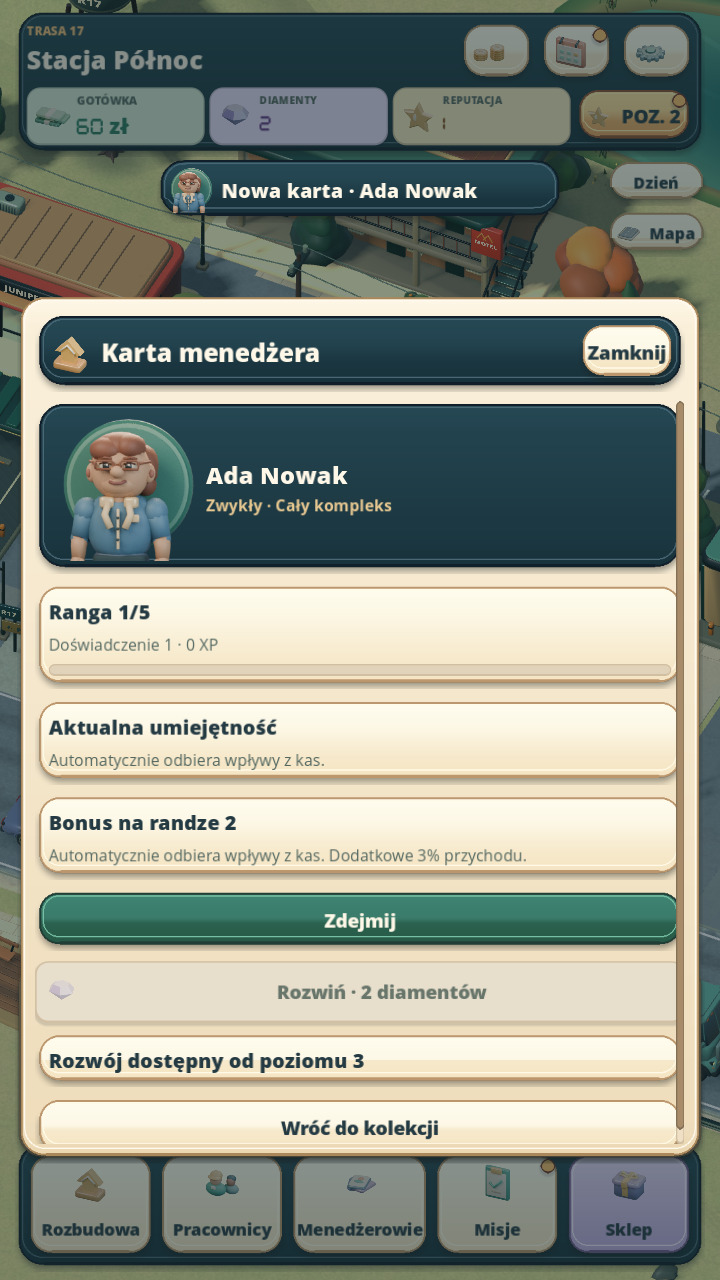 R17
TRASA 17
Stacja Północ
GOTÓWKA
60 zł
DIAMENTY
2
REPUTACJA
1
POZ. 2
Nowa karta · Ada Nowak
Dzień
Mapa
MOTEL
Karta menedżera
Zamknij
Ada Nowak
Zwykły · Cały kompleks
Ranga 1/5
Doświadczenie 1 · 0 XP
Aktualna umiejętność
Automatycznie odbiera wpływy z kas.
Bonus na randze 2
Automatycznie odbiera wpływy z kas. Dodatkowe 3% przychodu.
Zdejmij
Rozwiń · 2 diamentów
Rozwój dostępny od poziomu 3
Wróć do kolekcji
R17
Rozbudowa
Pracownicy
Menedżerowie
Misje
Sklep